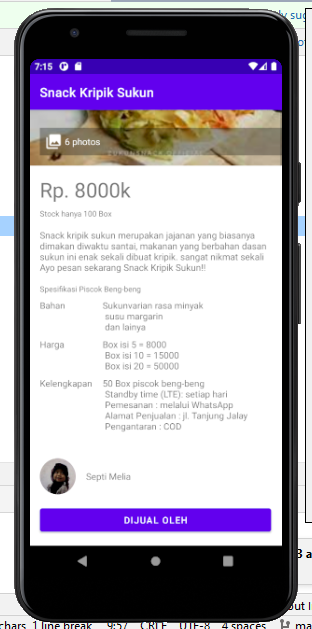 7:15
Snack Kripik Sukun
6 photos
Rp. 8000k
Stock hanya 100 Box
Snack kripik sukun merupakan jajanan yang biasanya
dimakan diwaktu santai, makanan yang berbahan dasan
sukun ini enak sekali dibuat kripik. sangat nikmat sekali
Ayo pesan sekarang Snack Kripik Sukun!!
Spesifikasi Piscok Beng-beng
Bahan Sukunvarian rasa minyak
susu margarin
dan lainya
Harga Box isi 5 = 8000
Box isi 10 = 15000
Box isi 20 = 50000
Kelengkapan 50 Box piscok beng-beng
Standby time (LTE): setiap hari
Pemesanan : melalui WhatsApp
Alamat Penjualan : jl. Tanjung Jalay
Pengantaran : COD
Septi Melia
DIJUAL OLEH
chars, 1 line break 9:57 CRLF UTF-8 4 spaces